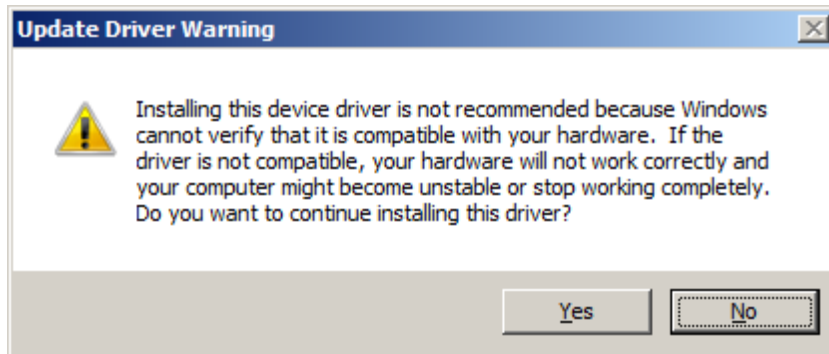 Update Driver Warning
Installing this device driver is not recommended because Windows
cannot verify that it is compatible with your hardware.  If the
driver is not compatible, your hardware will not work correctly and
your computer might become unstable or stop working completely.
Do you want to continue installing this driver?
Yes No